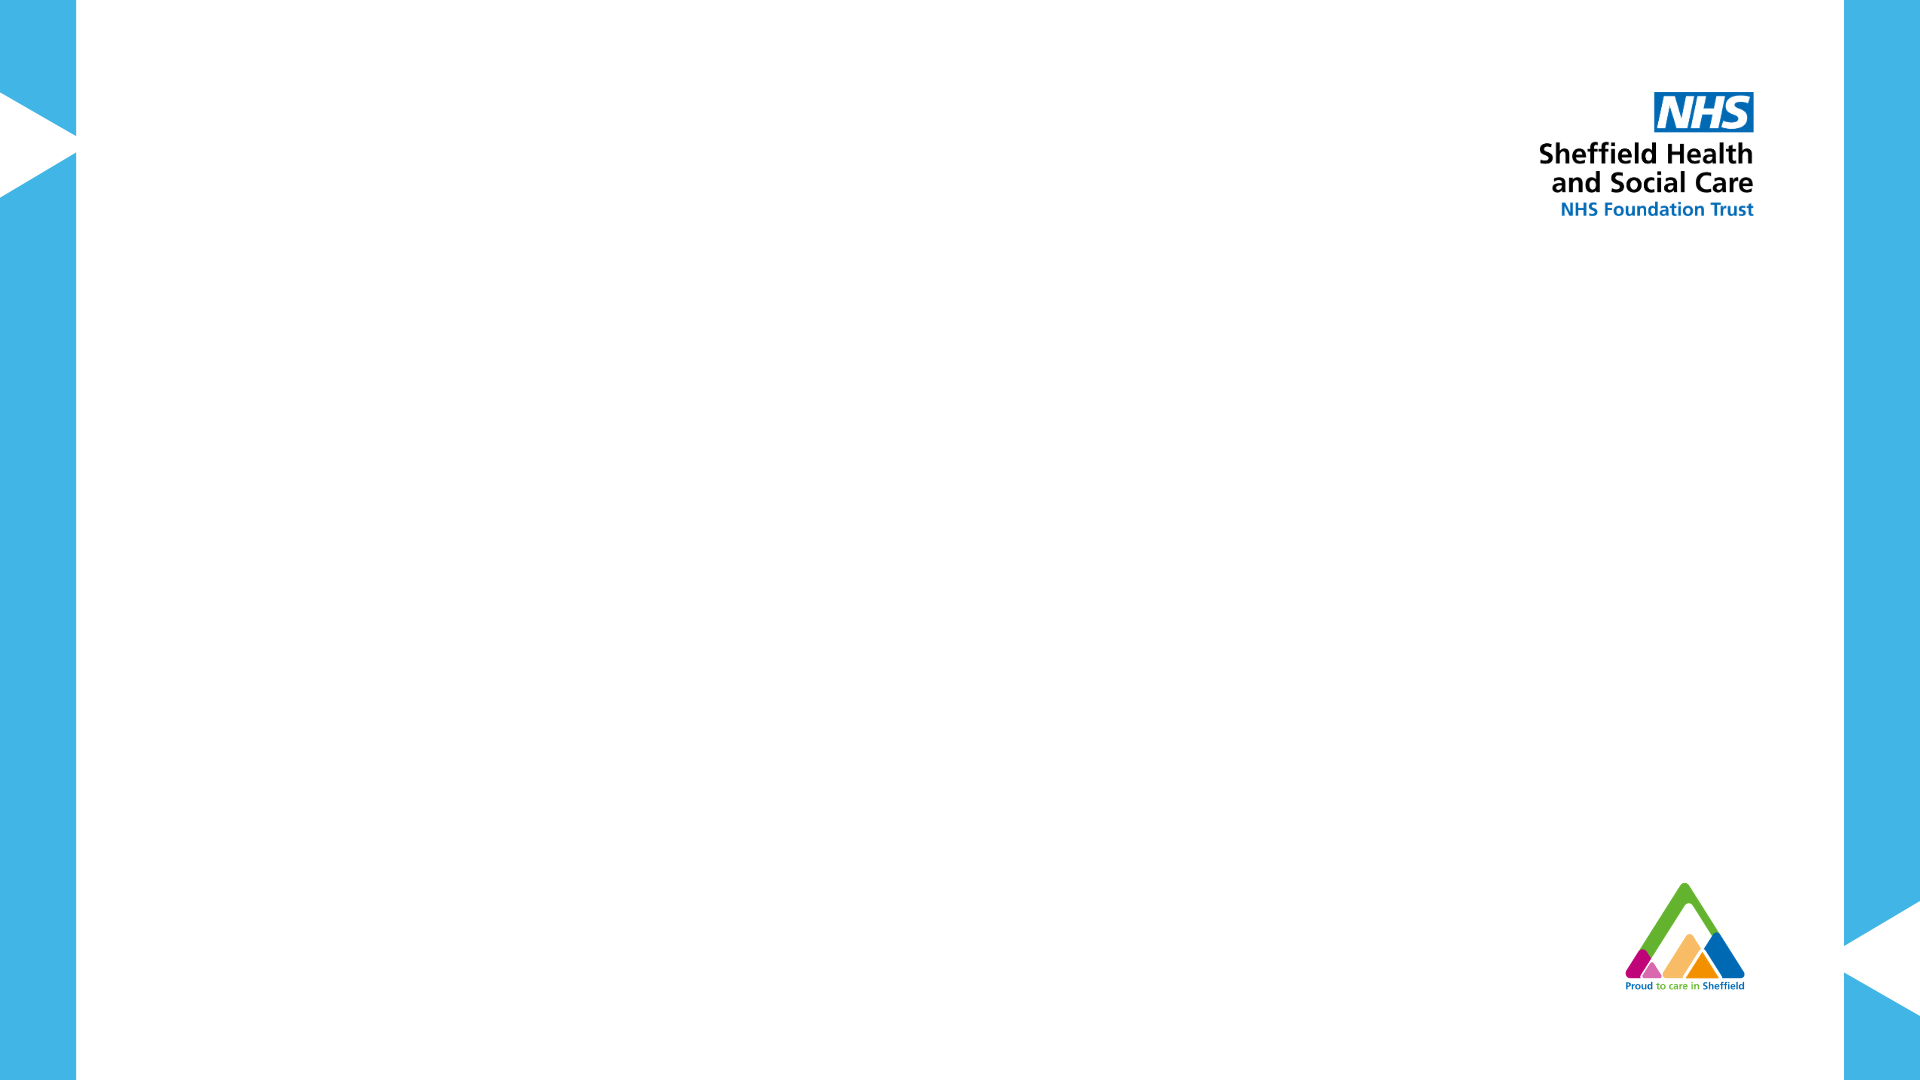 NHS
Sheffield Health
and Social Care
NHS Foundation Trust
Proud to care in Sheffield